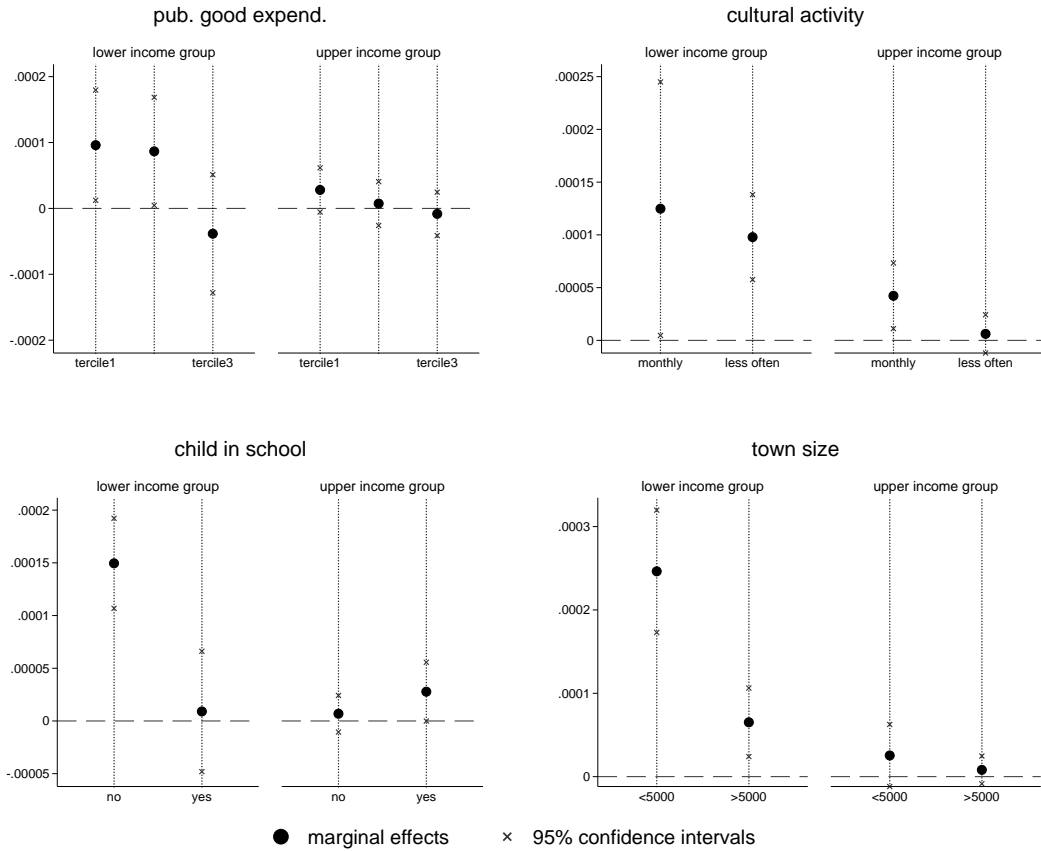 pub. good expend.
lower income group
upper income group
.0002
.0001
0
-.0001
-.0002
tercile1
tercile3
tercile1
tercile3
cultural activity
lower income group
upper income group
.00025
.0002
.00015
.0001
.00005
0
monthly
less often
monthly
less often
child in school
lower income group
upper income group
.0002
.00015
.0001
.00005
0
-.00005
no
yes
no
yes
town size
lower income group
upper income group
.0003
.0002
.0001
0
<5000
>5000
<5000
>5000
marginal effects
95% confidence intervals